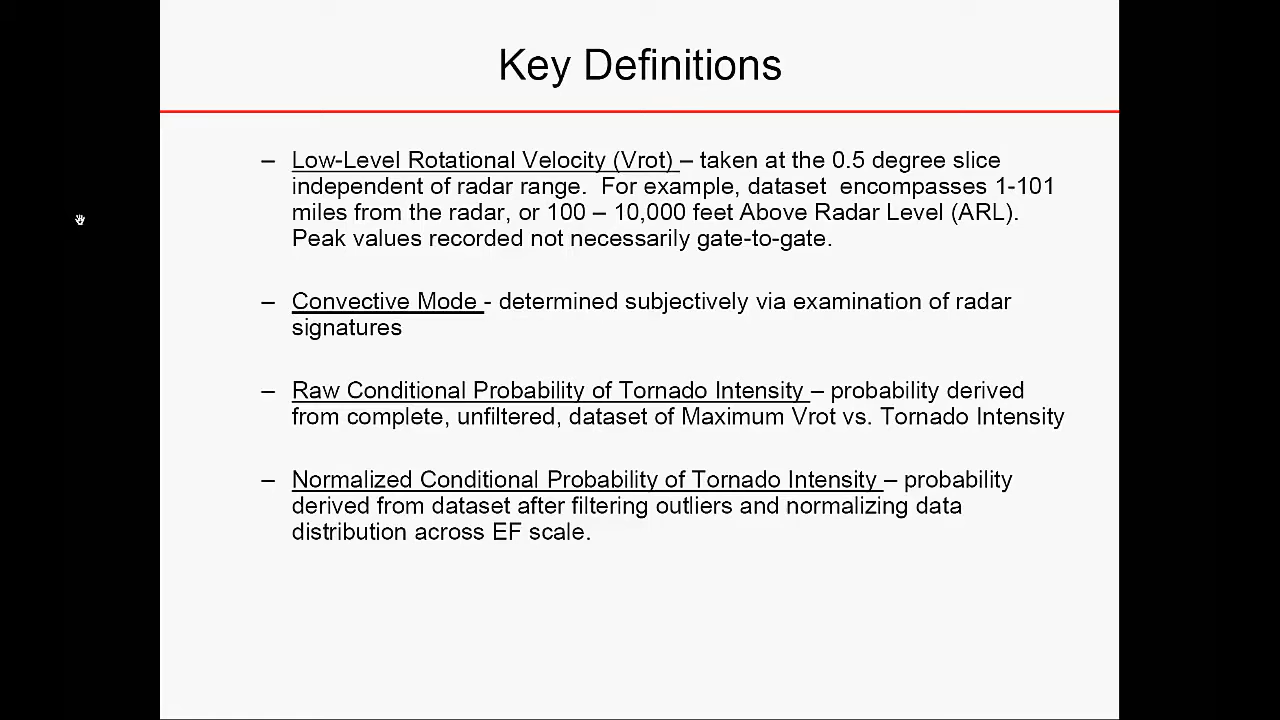 Key Definitions
– Low-Level Rotational Velocity (Vrot) – taken at the 0.5 degree slice
independent of radar range. For example, dataset encompasses 1-101
miles from the radar, or 100 – 10,000 feet Above Radar Level (ARL).
Peak values recorded not necessarily gate-to-gate.
– Convective Mode - determined subjectively via examination of radar
signatures
– Raw Conditional Probability of Tornado Intensity – probability derived
from complete, unfiltered, dataset of Maximum Vrot vs. Tornado Intensity
– Normalized Conditional Probability of Tornado Intensity – probability
derived from dataset after filtering outliers and normalizing data
distribution across EF scale.